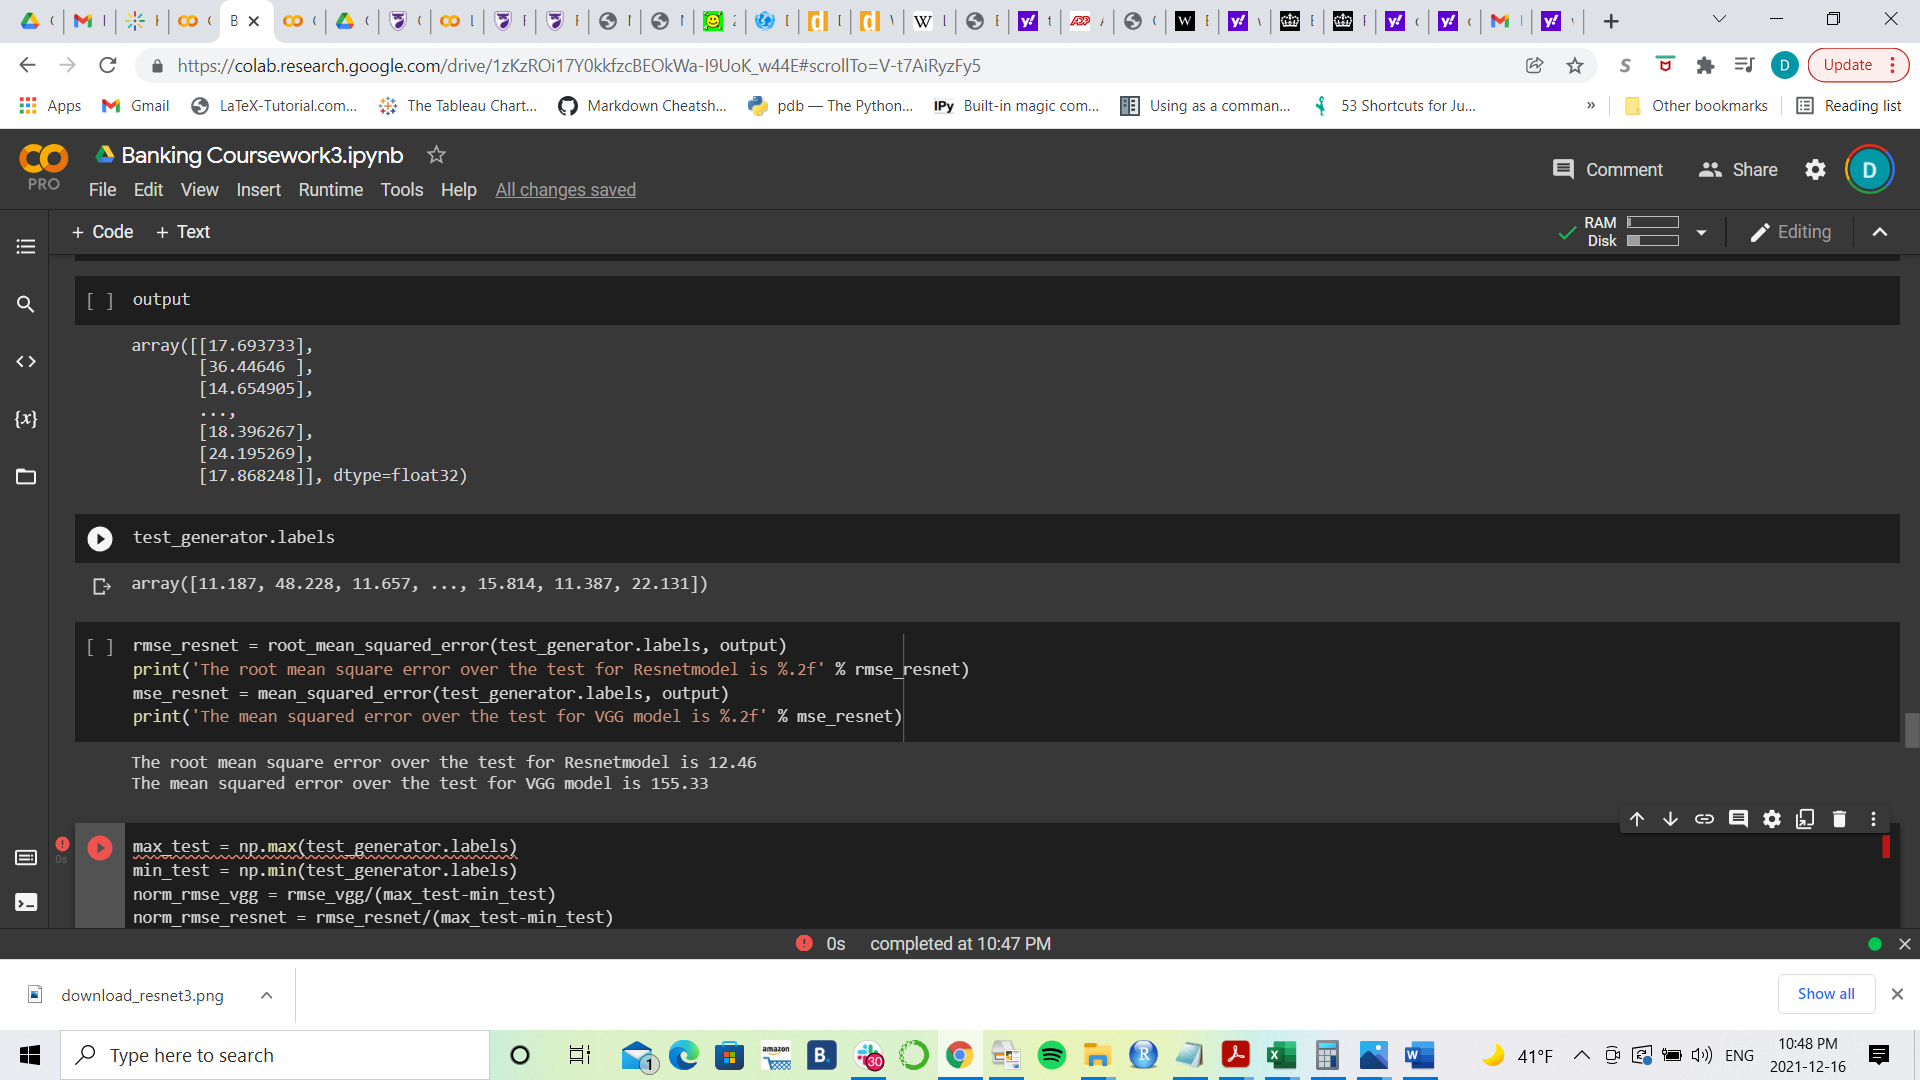 https://colab.research.google.com/drive/1zKzROi17Y0kkfzcBEOkWa-I9UoK_w44E#scrollTo=V-t7AiRyzFy5
D
Update
Apps
Gmail
LaTeX-Tutorial.com...
The Tableau Chart...
Markdown Cheatsh...
pdb — The Python...
IPy Built-in magic com...
Using as a comman...
53 Shortcuts for Ju...
»
Other bookmarks
Reading list
PRO
Banking Coursework3.ipynb
Comment
Share
D
File Edit View Insert Runtime Tools Help All changes saved
+ Code + Text
RAM
Disk
Editing
[ ] output
array([[17.693733],
[36.44646 ],
[14.654905],
...,
[18.396267],
[24.195269],
[17.868248]], dtype=float32)
test_generator.labels
array([11.187, 48.228, 11.657, ..., 15.814, 11.387, 22.131])
[ ] rmse_resnet = root_mean_squared_error(test_generator.labels, output)
print('The root mean square error over the test for Resnetmodel is %.2f' % rmse_resnet)
mse_resnet = mean_squared_error(test_generator.labels, output)
print('The mean squared error over the test for VGG model is %.2f' % mse_resnet)
The root mean square error over the test for Resnetmodel is 12.46
The mean squared error over the test for VGG model is 155.33
0s
max_test = np.max(test_generator.labels)
min_test = np.min(test_generator.labels)
norm_rmse_vgg = rmse_vgg/(max_test-min_test)
norm_rmse_resnet = rmse_resnet/(max_test-min_test)
0s completed at 10:47 PM
download_resnet3.png
Show all
Type here to search
1
amazon
B.
30
41°F
ENG
10:48 PM
2021-12-16